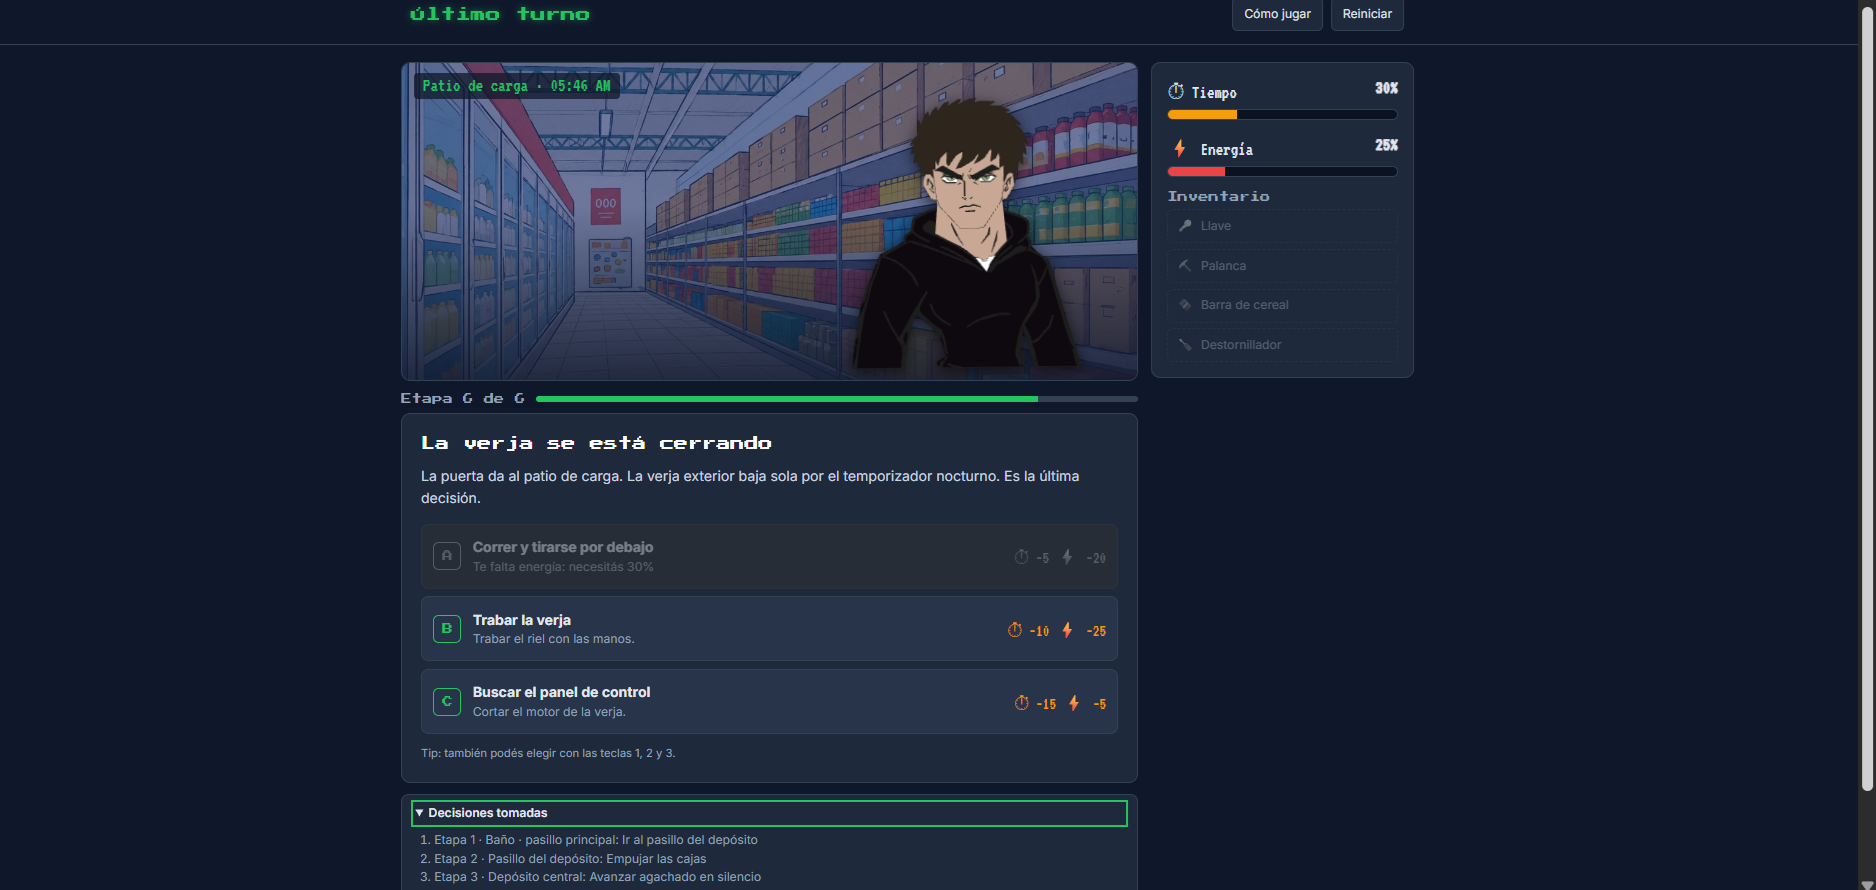 último turno
Cómo jugar
Reiniciar
Patio de carga · 05:46 AM
000
Tiempo
30%
Energía
25%
Inventario
Llave
Palanca
Barra de cereal
Destornillador
Etapa 6 de 6
La verja se está cerrando
La puerta da al patio de carga. La verja exterior baja sola por el temporizador nocturno. Es la última
decisión.
A
Correr y tirarse por debajo
Te falta energía: necesitás 30%
-5
-20
B
Trabar la verja
Trabar el riel con las manos.
-10
-25
C
Buscar el panel de control
Cortar el motor de la verja.
-15
-5
Tip: también podés elegir con las teclas 1, 2 y 3.
▼ Decisiones tomadas
1. Etapa 1 · Baño · pasillo principal: Ir al pasillo del depósito
2. Etapa 2 · Pasillo del depósito: Empujar las cajas
3. Etapa 3 · Depósito central: Avanzar agachado en silencio